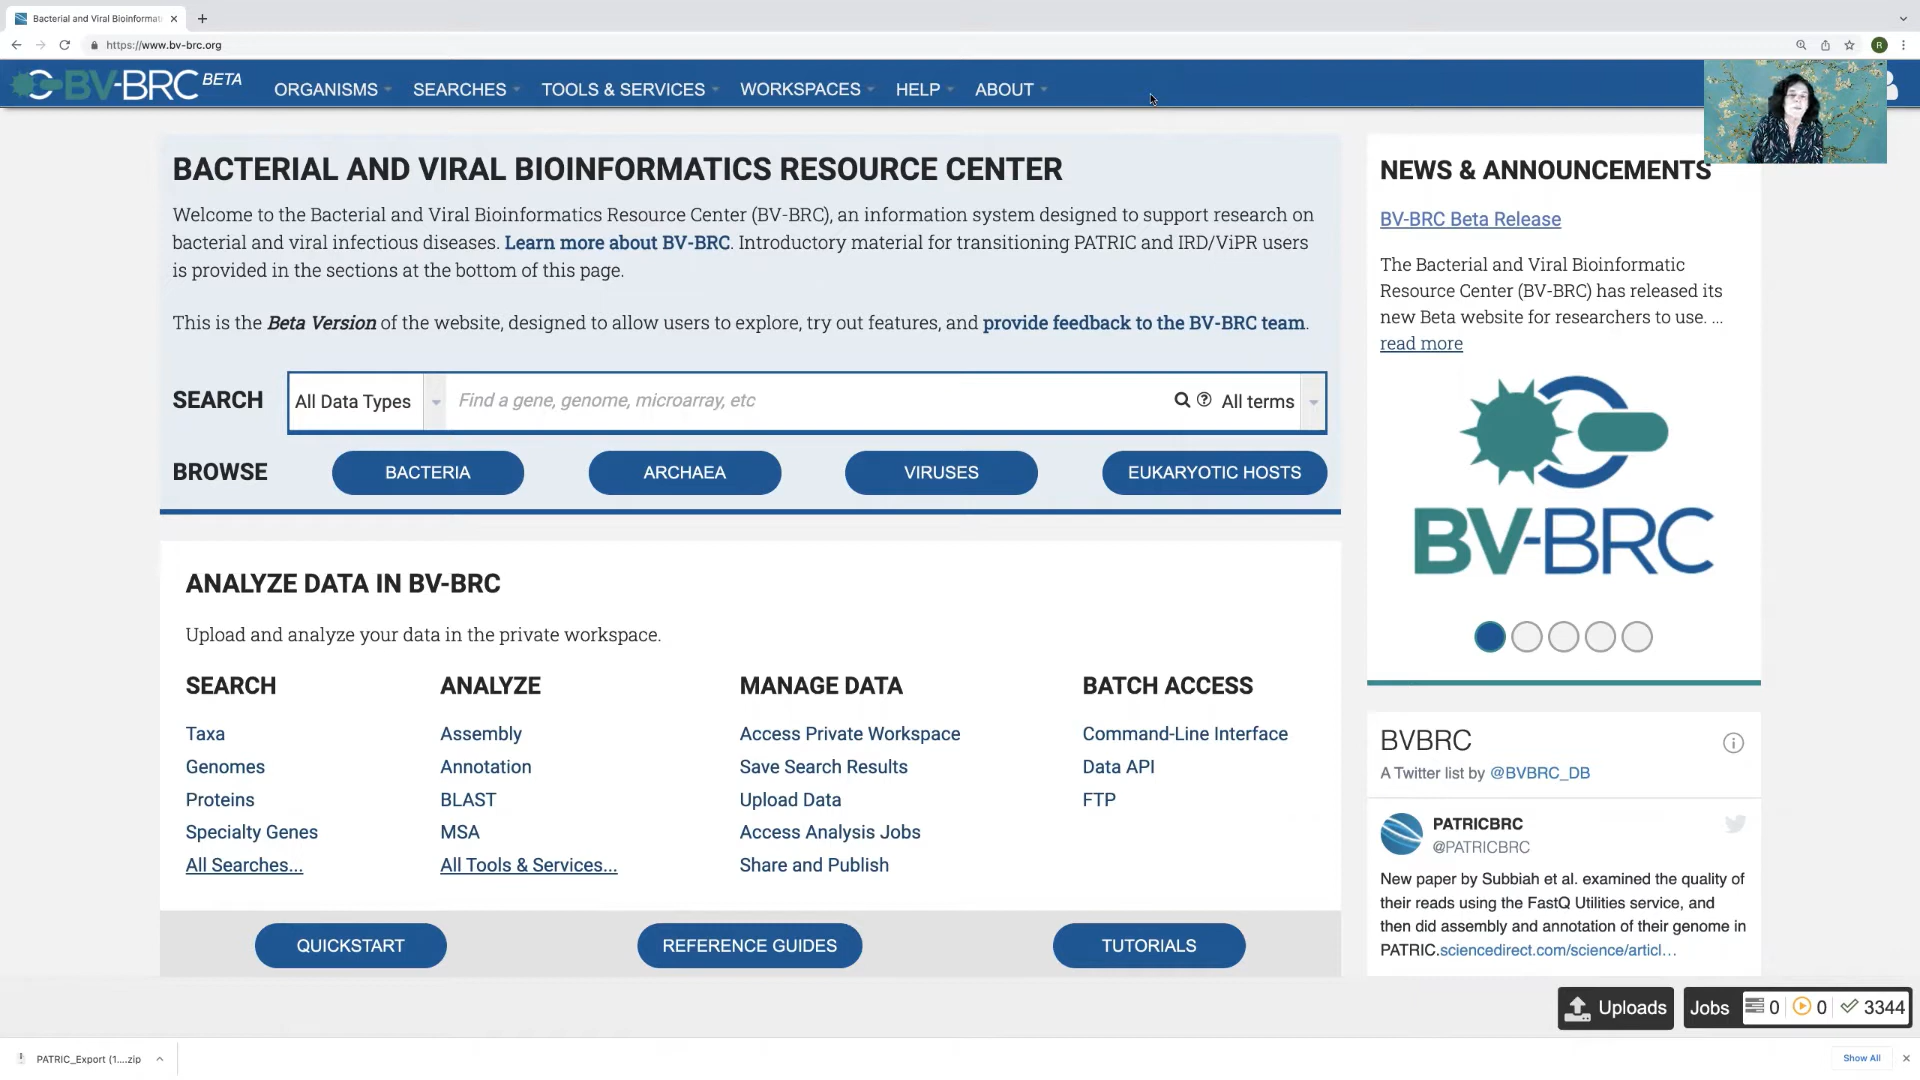 Bacterial and Viral Bioinformat
https://www.bv-brc.org
R
BV-BRC BETA
ORGANISMS SEARCHES TOOLS & SERVICES WORKSPACES HELP ABOUT
BACTERIAL AND VIRAL BIOINFORMATICS RESOURCE CENTER
Welcome to the Bacterial and Viral Bioinformatics Resource Center (BV-BRC), an information system designed to support research on
bacterial and viral infectious diseases. Learn more about BV-BRC. Introductory material for transitioning PATRIC and IRD/ViPR users
is provided in the sections at the bottom of this page.
This is the Beta Version of the website, designed to allow users to explore, try out features, and provide feedback to the BV-BRC team.
SEARCH All Data Types Find a gene, genome, microarray, etc All terms
BROWSE BACTERIA ARCHAEA VIRUSES EUKARYOTIC HOSTS
ANALYZE DATA IN BV-BRC
Upload and analyze your data in the private workspace.
SEARCH
Taxa
Genomes
Proteins
Specialty Genes
All Searches...
ANALYZE
Assembly
Annotation
BLAST
MSA
All Tools & Services...
MANAGE DATA
Access Private Workspace
Save Search Results
Upload Data
Access Analysis Jobs
Share and Publish
BATCH ACCESS
Command-Line Interface
Data API
FTP
QUICKSTART REFERENCE GUIDES TUTORIALS
NEWS & ANNOUNCEMENTS
BV-BRC Beta Release
The Bacterial and Viral Bioinformatic
Resource Center (BV-BRC) has released its
new Beta website for researchers to use. ...
read more
BV-BRC
BVBRC
A Twitter list by @BVBRC_DB
PATRICBRC
@PATRICBRC
New paper by Subbiah et al. examined the quality of
their reads using the FastQ Utilities service, and
then did assembly and annotation of their genome in
PATRIC.sciencedirect.com/science/articl…
Uploads Jobs 0 0 3344
PATRIC_Export (1....zip
Show All